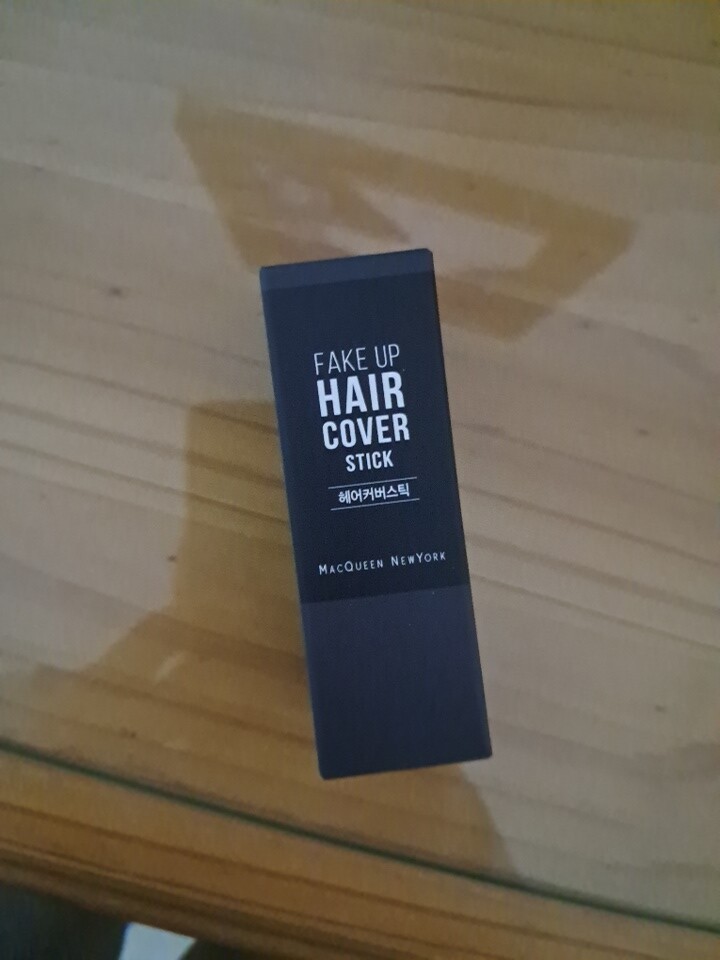 FAKE UP
HAIR
COVER
STICK
헤어커버스틱
MACQUEEN NEWYORK